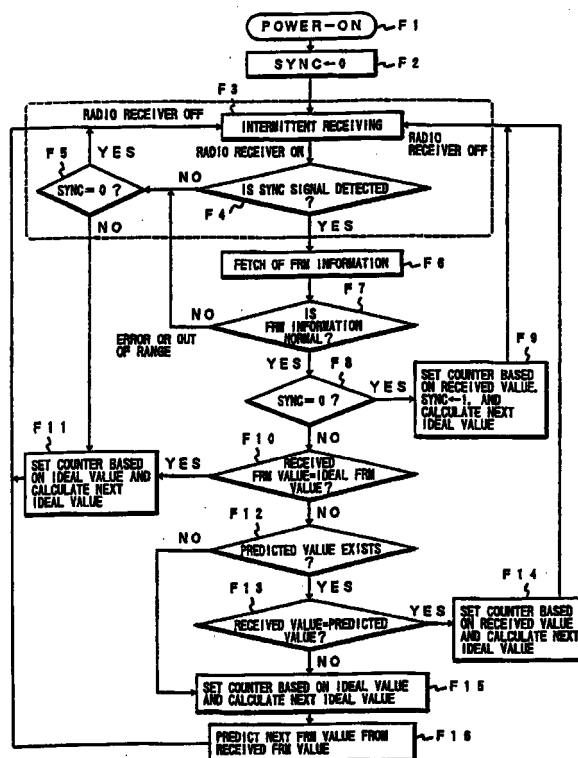 POWER-ON
F1
SYNC←0
F2
F3
RADIO RECEIVER OFF
INTERMITTENT RECEIVING
RADIO RECEIVER ON
RADIO
RECEIVER OFF
F5
YES
SYNC=0 ?
NO
IS SYNC SIGNAL DETECTED
?
F4
NO
YES
FETCH OF FRM INFORMATION
F6
F7
NO
IS
FRM INFORMATION
NORMAL?
ERROR OR OUT
OF RANGE
YES
F8
F9
SYNC=0 ?
YES
SET COUNTER BASED
ON RECEIVED VALUE,
SYNC←1, AND
CALCULATE NEXT
IDEAL VALUE
F11
F10
NO
SET COUNTER BASED
ON IDEAL VALUE AND
CALCULATE NEXT
IDEAL VALUE
YES
RECEIVED
FRM VALUE=IDEAL FRM
VALUE?
F12
NO
NO
PREDICTED VALUE EXISTS
?
F13
YES
F14
RECEIVED VALUE=PREDICTED
VALUE?
YES
SET COUNTER BASED
ON RECEIVED VALUE
AND CALCULATE NEXT
IDEAL VALUE
NO
SET COUNTER BASED ON IDEAL VALUE
AND CALCULATE NEXT IDEAL VALUE
F15
PREDICT NEXT FRM VALUE FROM
RECEIVED FRM VALUE
F16